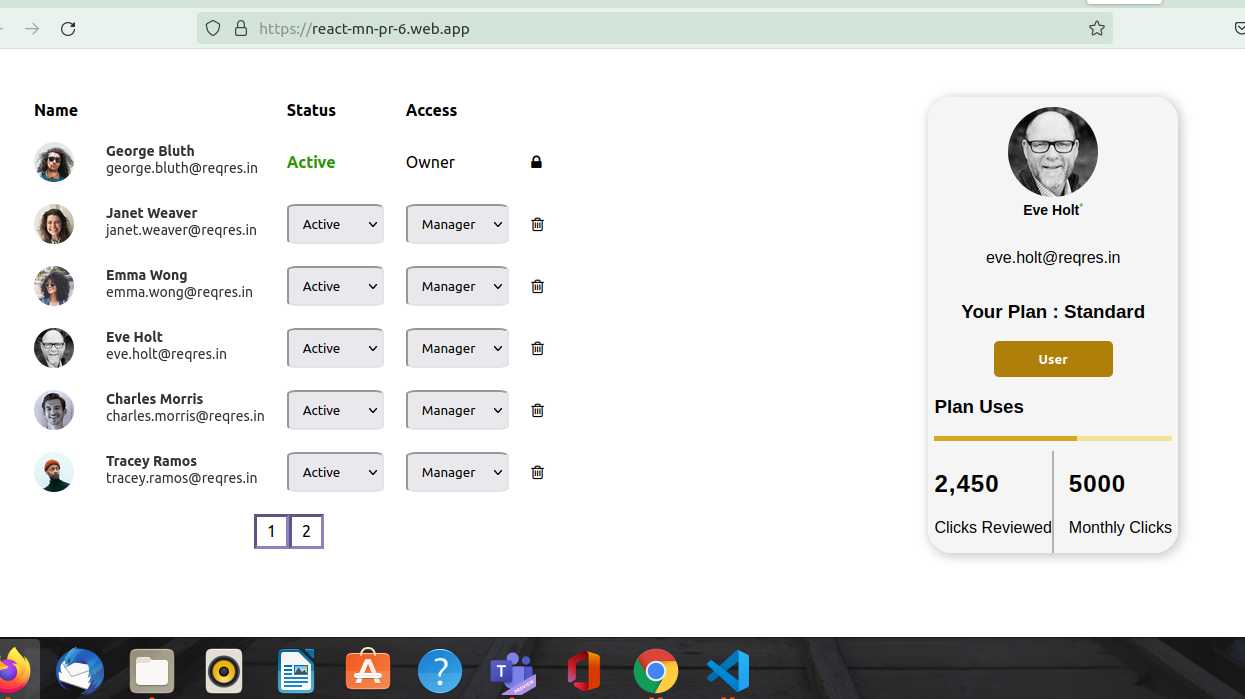 https://react-mn-pr-6.web.app
Name Status Access
George Bluth
george.bluth@reqres.in
Active
Owner
Janet Weaver
janet.weaver@reqres.in
Active
Manager
Emma Wong
emma.wong@reqres.in
Active
Manager
Eve Holt
eve.holt@reqres.in
Active
Manager
Charles Morris
charles.morris@reqres.in
Active
Manager
Tracey Ramos
tracey.ramos@reqres.in
Active
Manager
1 2
Eve Holt*
eve.holt@reqres.in
Your Plan : Standard
User
Plan Uses
2,450
Clicks Reviewed
5000
Monthly Clicks
?
T
PREVIEW